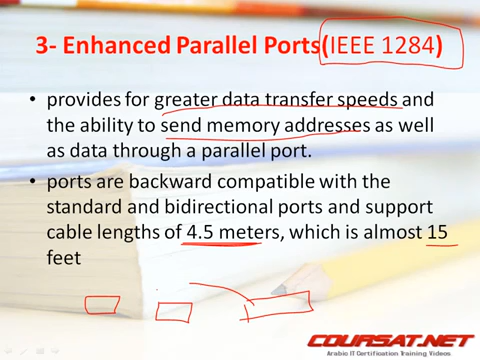 3- Enhanced Parallel Ports(IEEE 1284)
• provides for greater data transfer speeds and
the ability to send memory addresses as well
as data through a parallel port.
• ports are backward compatible with the
standard and bidirectional ports and support
cable lengths of 4.5 meters, which is almost 15
feet
COURSAT.NET
Arabic IT Certification Training Videos